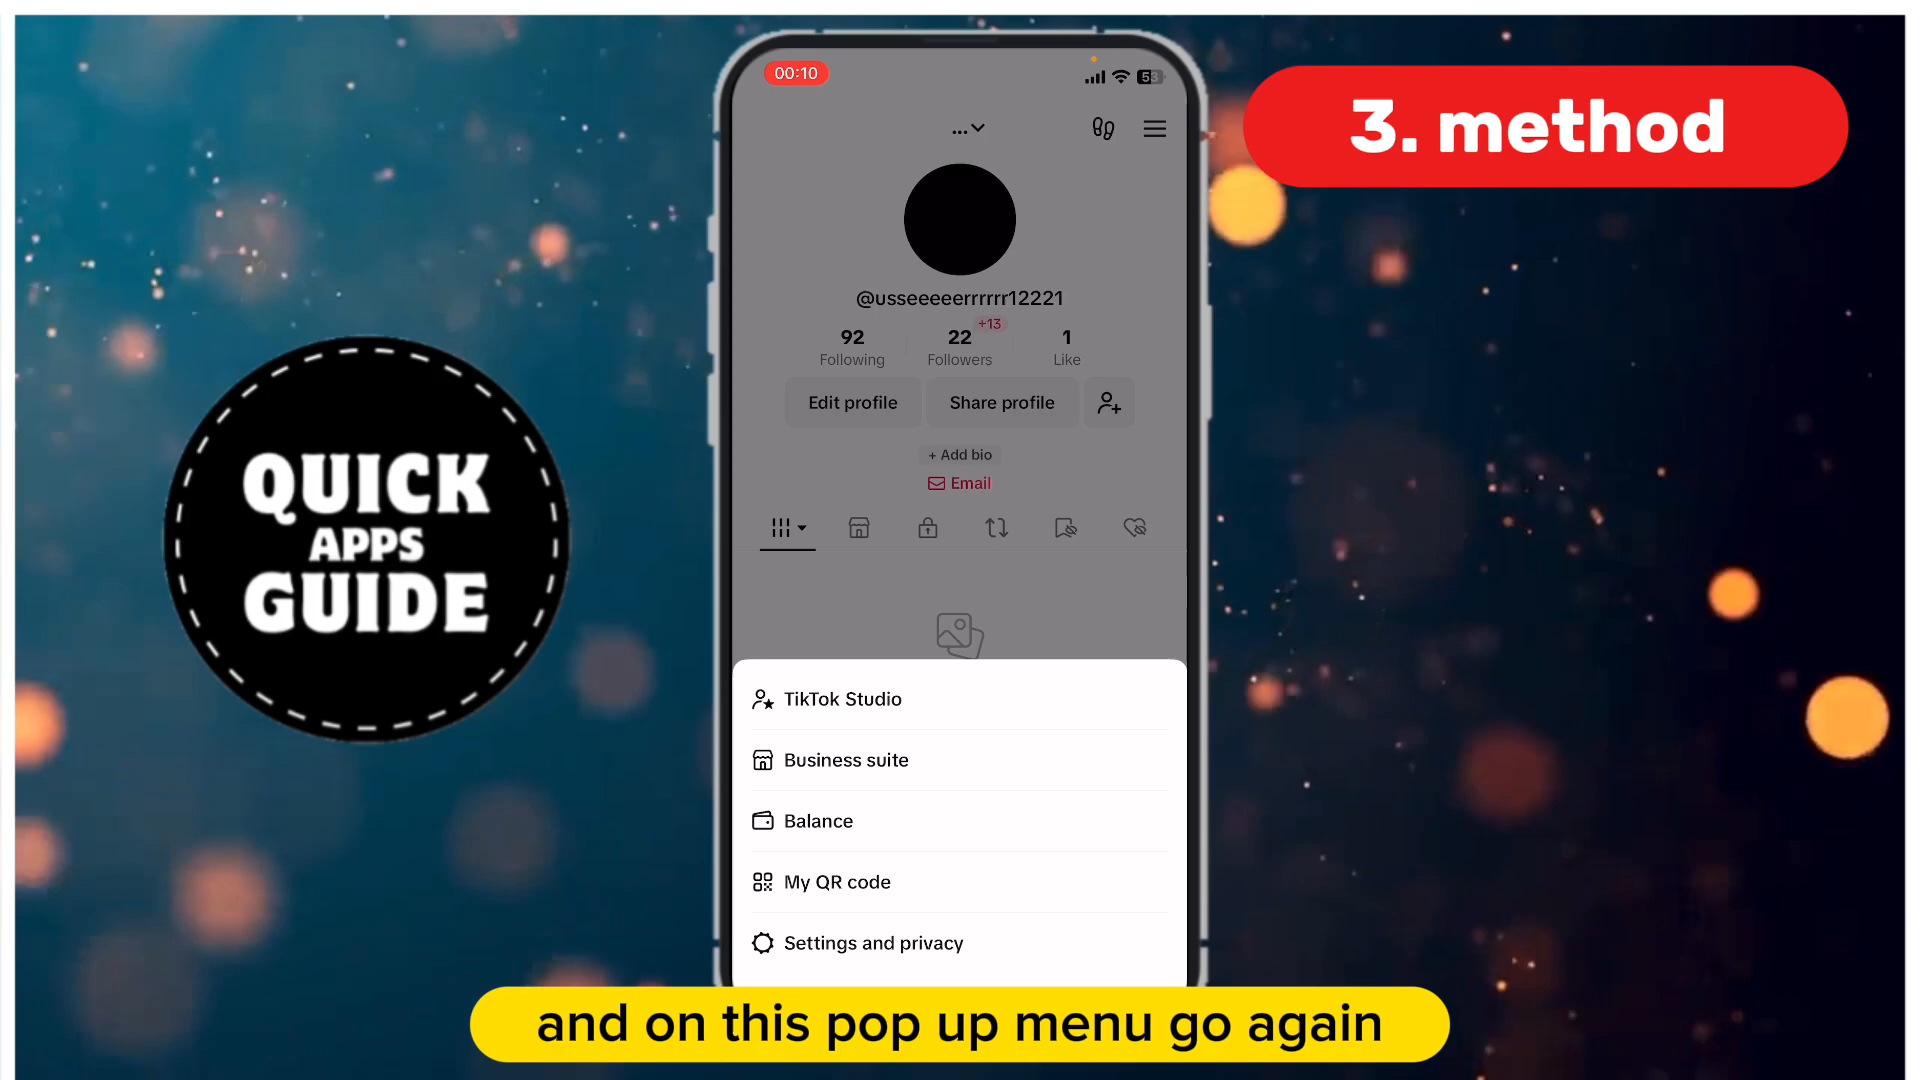 00:10
53
3. method
...
@usseeeeerrrrrr12221
+13
92 22 1
Following Followers Like
Edit profile Share profile
+ Add bio
Email
QUICK
APPS
GUIDE
TikTok Studio
Business suite
Balance
My QR code
Settings and privacy
and on this pop up menu go again